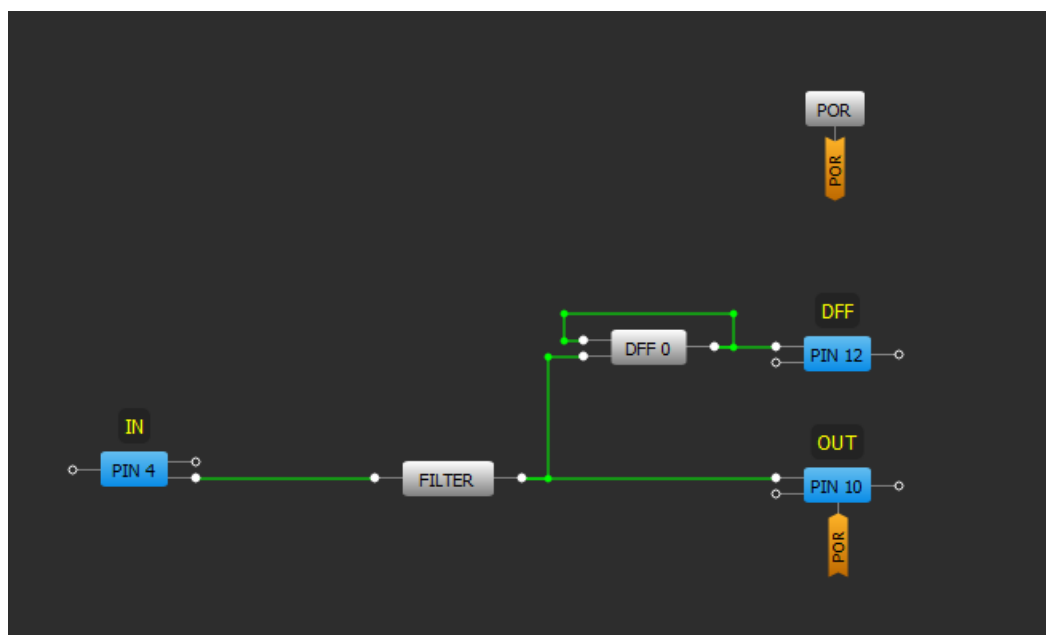 POR
POR
DFF
DFF 0
PIN 12
IN
OUT
PIN 4
FILTER
PIN 10
POR